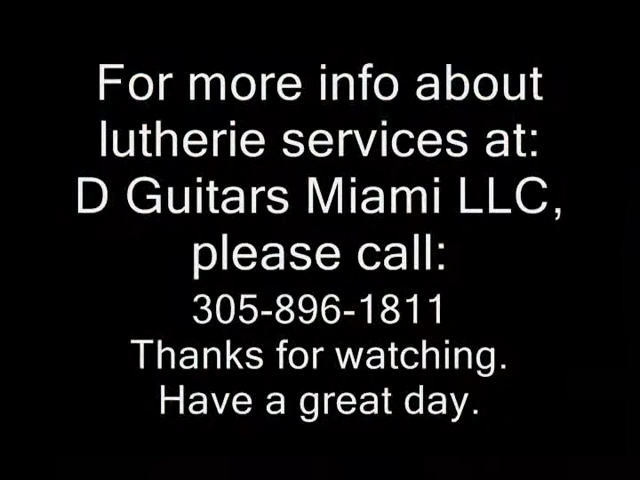 For more info about
lutherie services at:
D Guitars Miami LLC,
please call:
305-896-1811
Thanks for watching.
Have a great day.